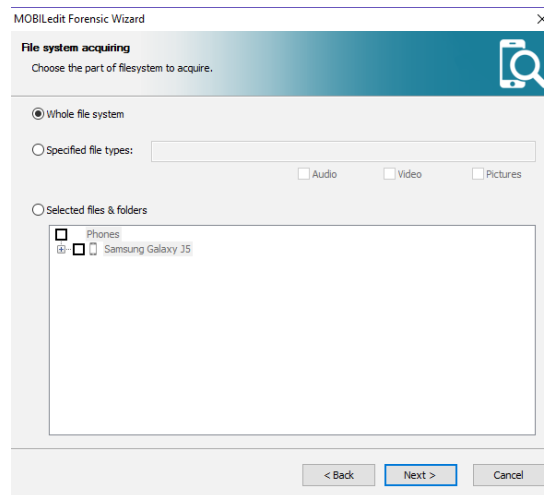 MOBILedit Forensic Wizard
File system acquiring
Choose the part of filesystem to acquire.
Whole file system
Specified file types:
Audio Video Pictures
Selected files & folders
Phones
Samsung Galaxy J5
< Back Next > Cancel